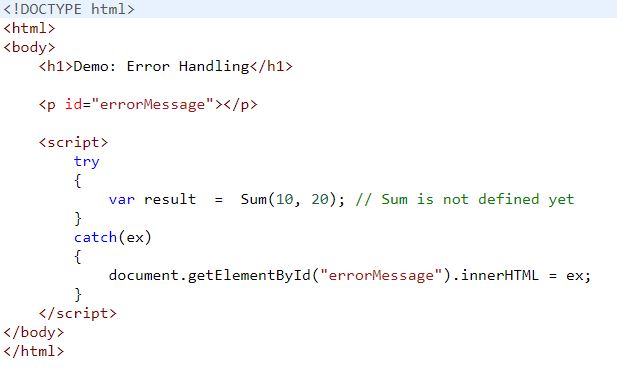 <!DOCTYPE html>
<html>
<body>
    <h1>Demo: Error Handling</h1>

    <p id="errorMessage"></p>

    <script>
        try
        {
            var result  =  Sum(10, 20); // Sum is not defined yet
        }
        catch(ex)
        {
            document.getElementById("errorMessage").innerHTML = ex;
        }
    </script>
</body>
</html>